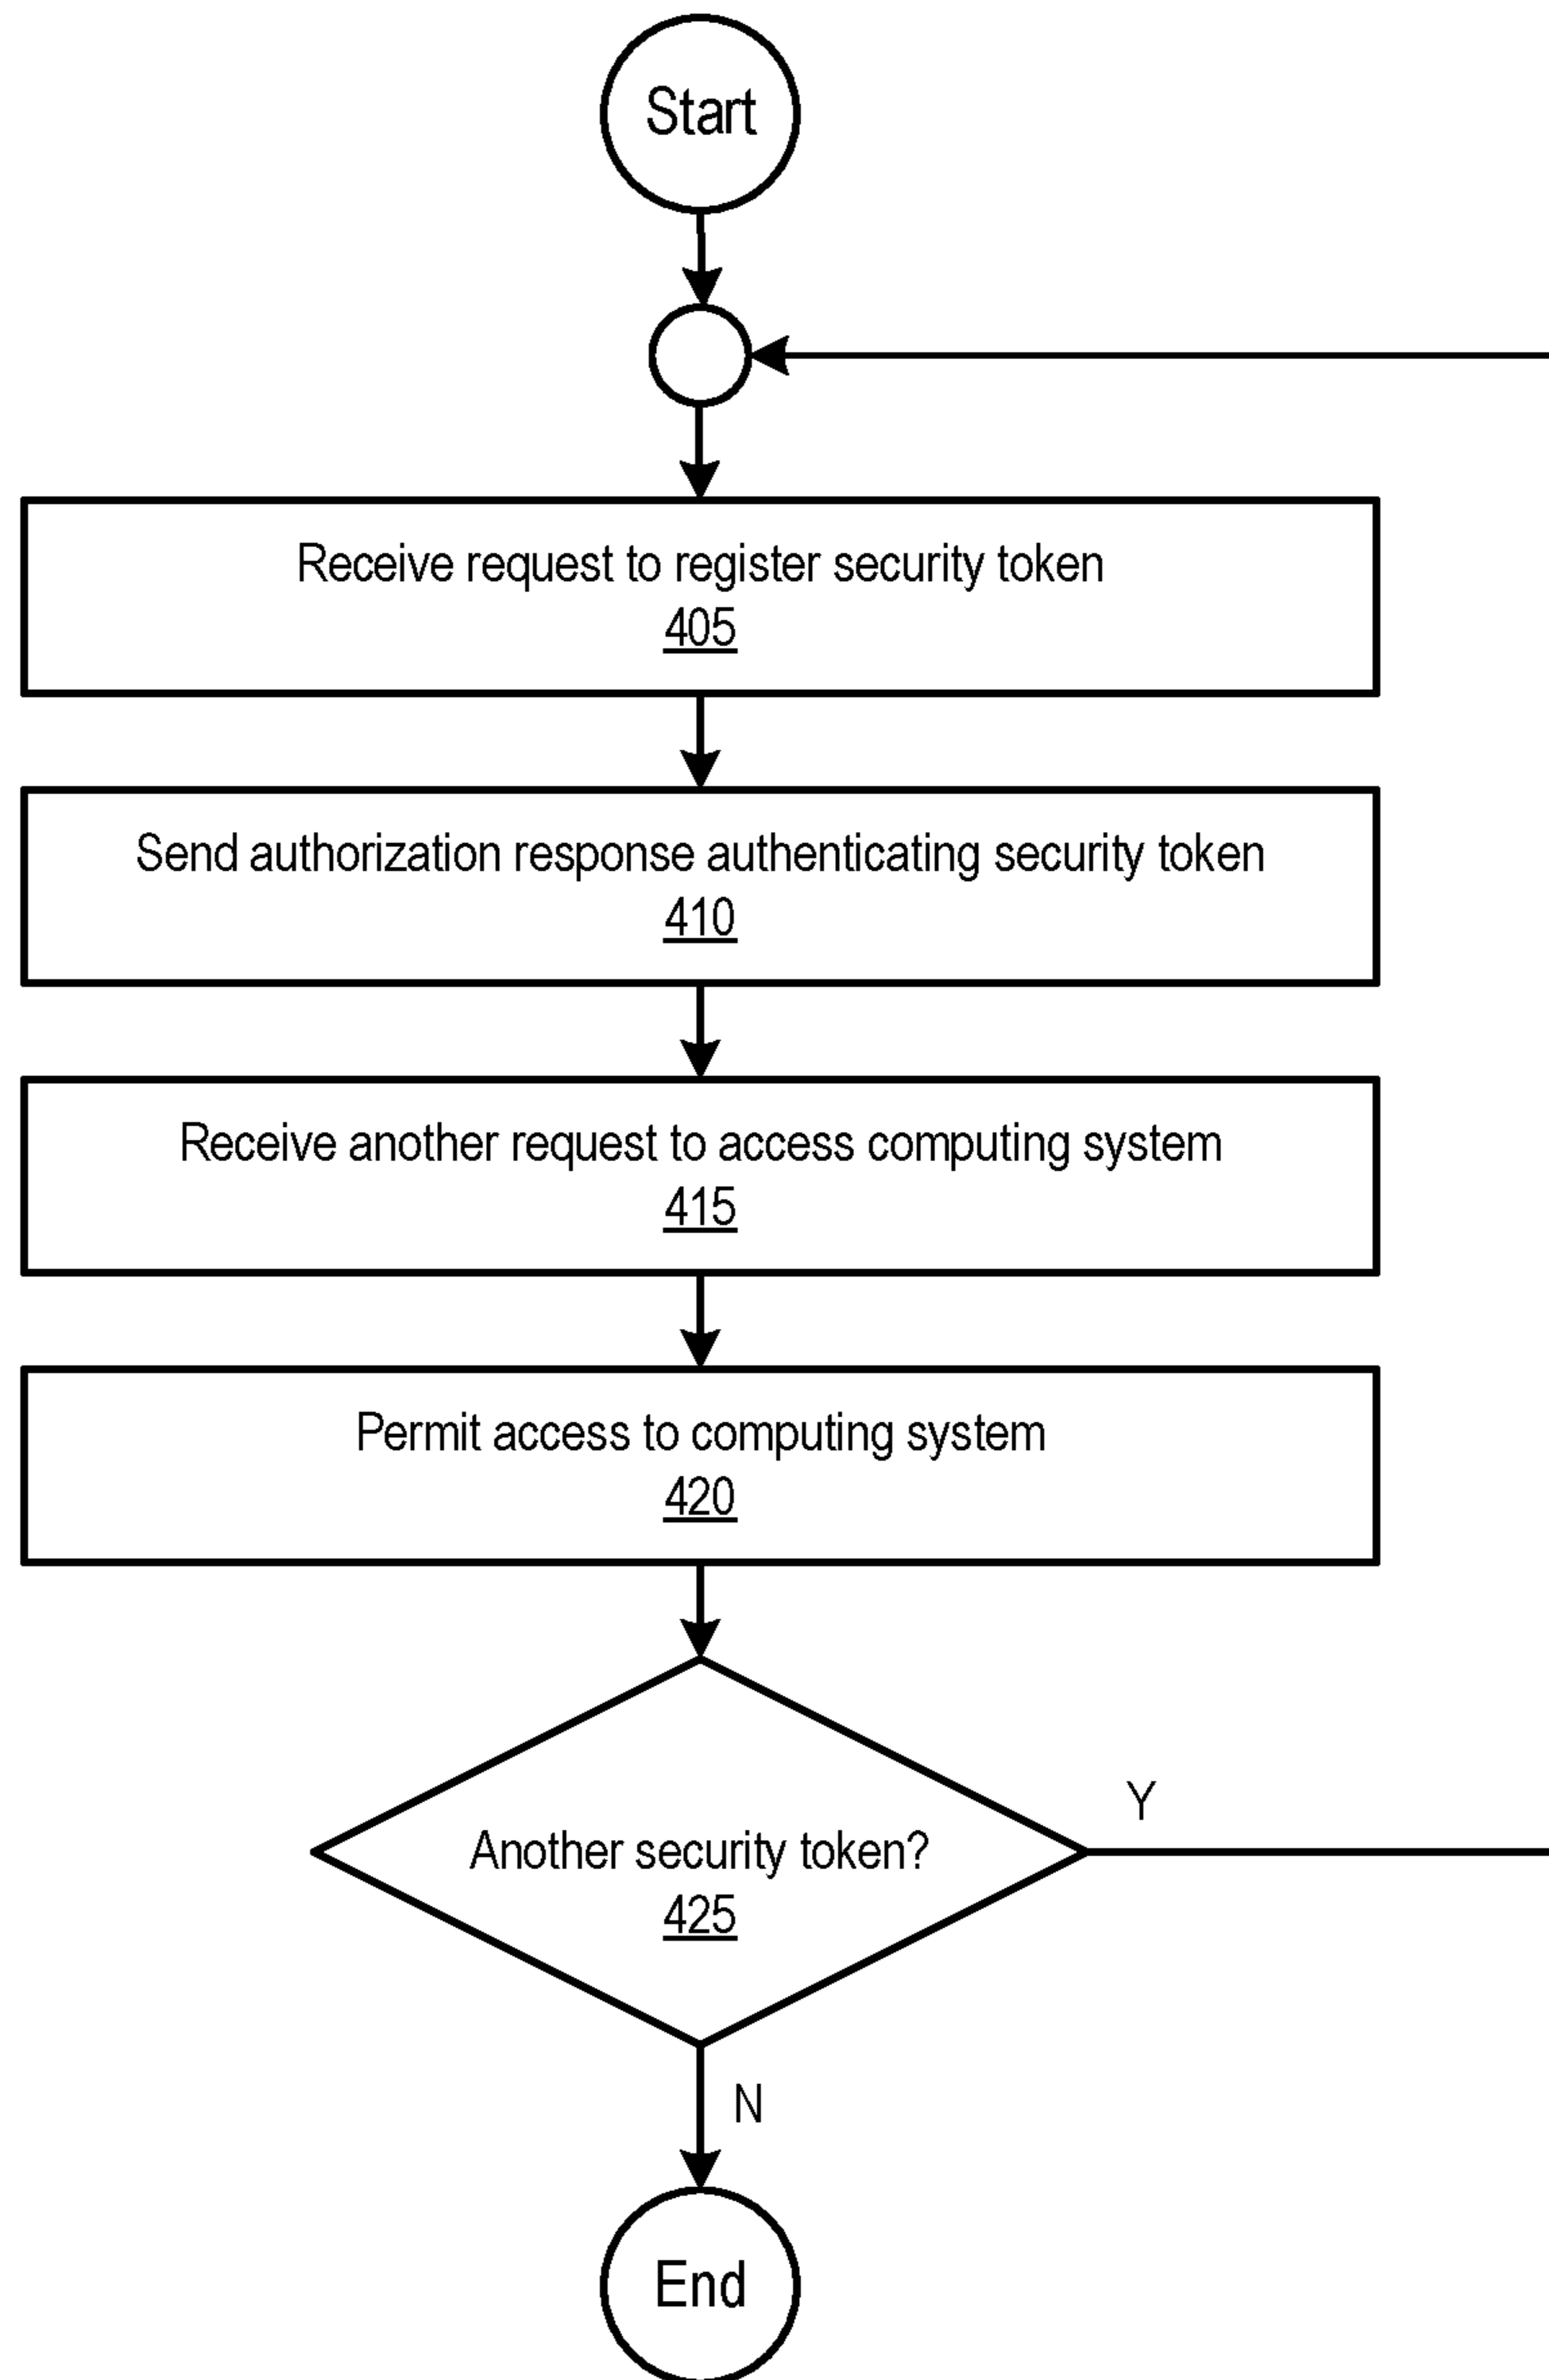 Start
Receive request to register security token
405
Send authorization response authenticating security token
410
Receive another request to access computing system
415
Permit access to computing system
420
Another security token?
425
Y
N
End